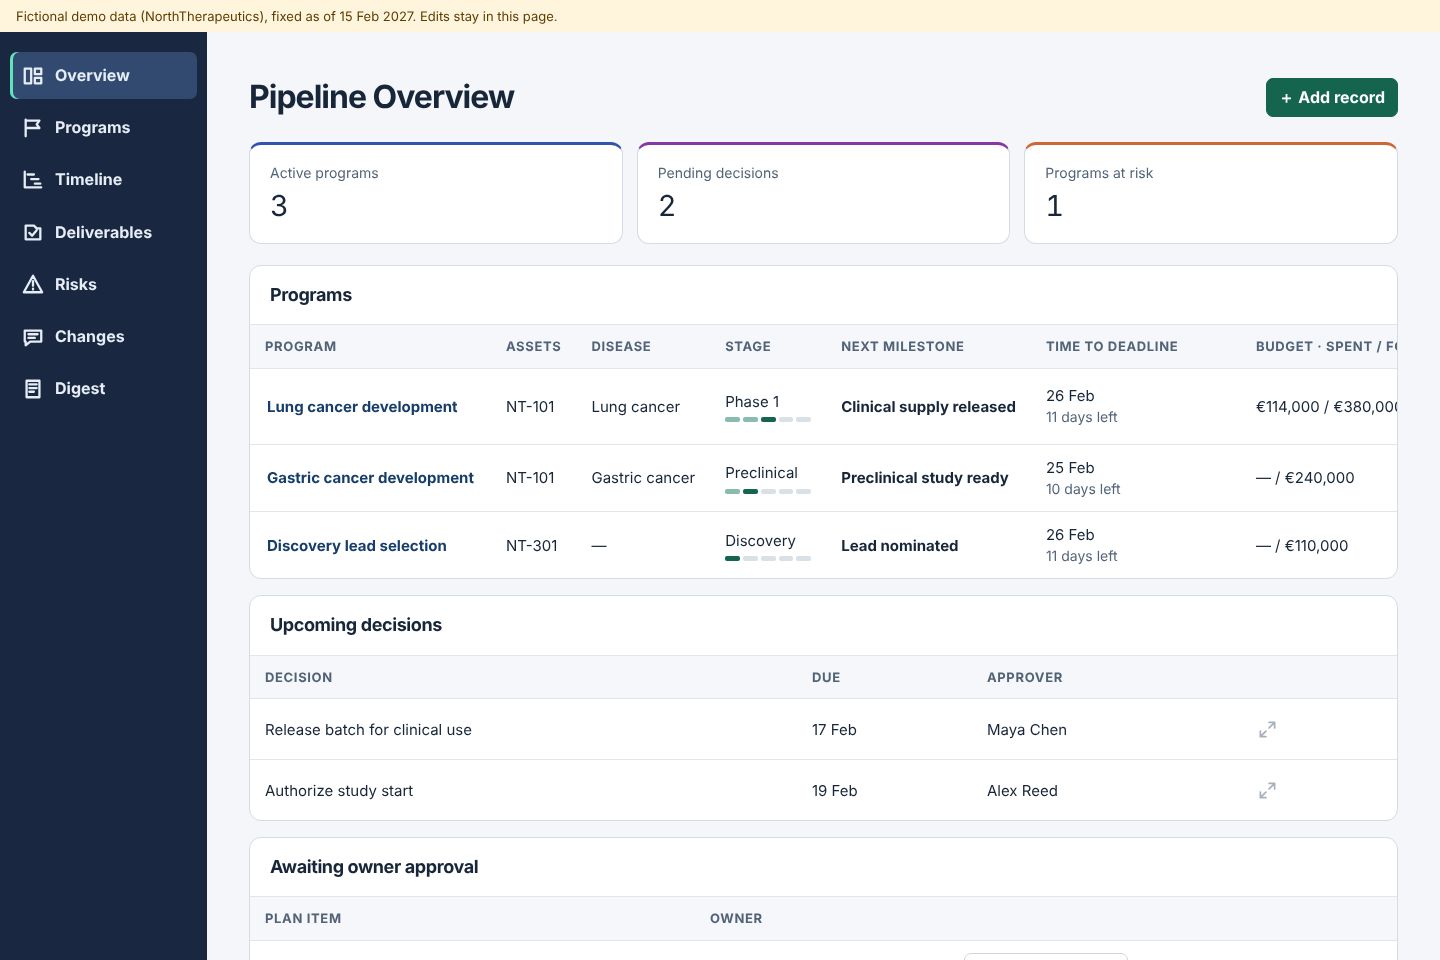 Fictional demo data (NorthTherapeutics), fixed as of 15 Feb 2027. Edits stay in this page.
Overview
Programs
Timeline
Deliverables
Risks
Changes
Digest
Pipeline Overview
+ Add record
Active programs
3
Pending decisions
2
Programs at risk
1
Programs
PROGRAM ASSETS DISEASE STAGE NEXT MILESTONE TIME TO DEADLINE BUDGET · SPENT /
Lung cancer development NT-101 Lung cancer Phase 1 Clinical supply released 26 Feb €114,000 / €380,000
11 days left
Gastric cancer development NT-101 Gastric cancer Preclinical Preclinical study ready 25 Feb — / €240,000
10 days left
Discovery lead selection NT-301 — Discovery Lead nominated 26 Feb — / €110,000
11 days left
Upcoming decisions
DECISION DUE APPROVER
Release batch for clinical use 17 Feb Maya Chen
Authorize study start 19 Feb Alex Reed
Awaiting owner approval
PLAN ITEM OWNER